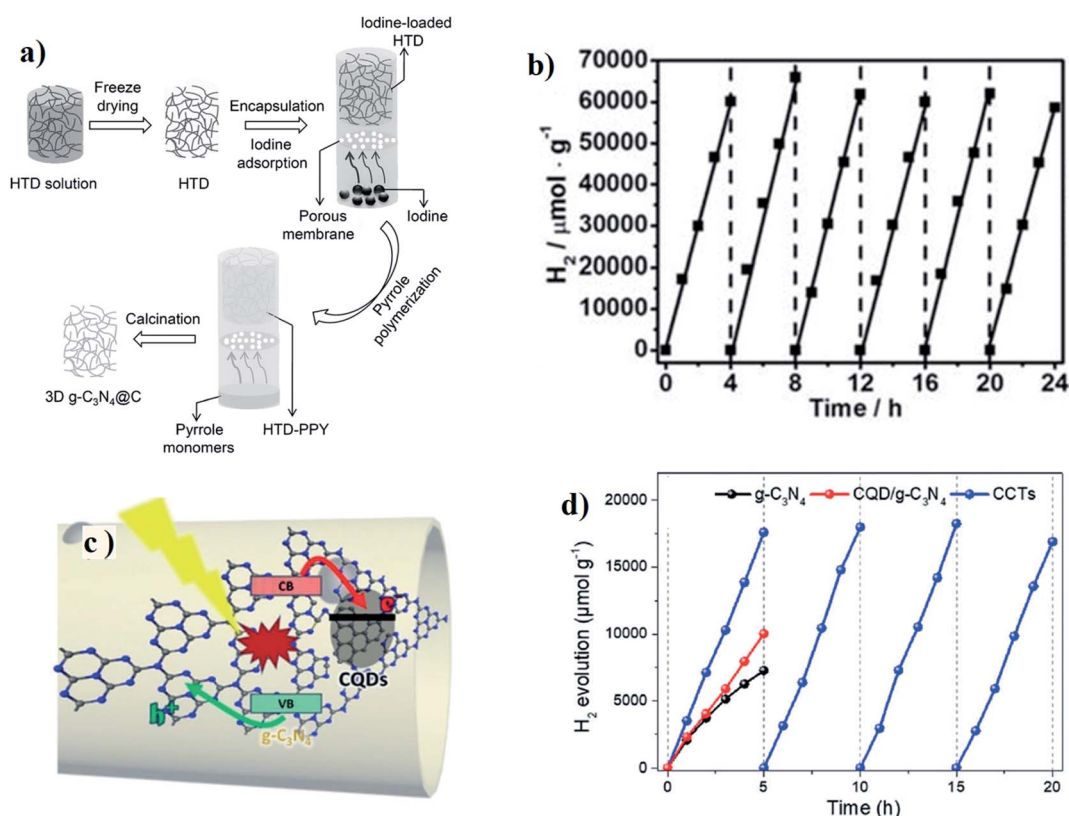 a)
Iodine-loaded
HTD
Freeze
drying
Encapsulation
Iodine
adsorption
HTD solution
HTD
Porous
membrane
Iodine
Pyrrole
polymerization
Calcination
3D g-C₃N₄@C
Pyrrole
monomers
HTD-PPY
b)
H₂ / μmol · g⁻¹
70000
60000
50000
40000
30000
20000
10000
0
0 4 8 12 16 20 24
Time / h
c )
CB
e⁻
CQDs
VB
h⁺
g-C₃N₄
d)
g-C₃N₄ CQD/g-C₃N₄ CCTs
H₂ evolution (μmol g⁻¹)
20000
15000
10000
5000
0
0 5 10 15 20
Time (h)